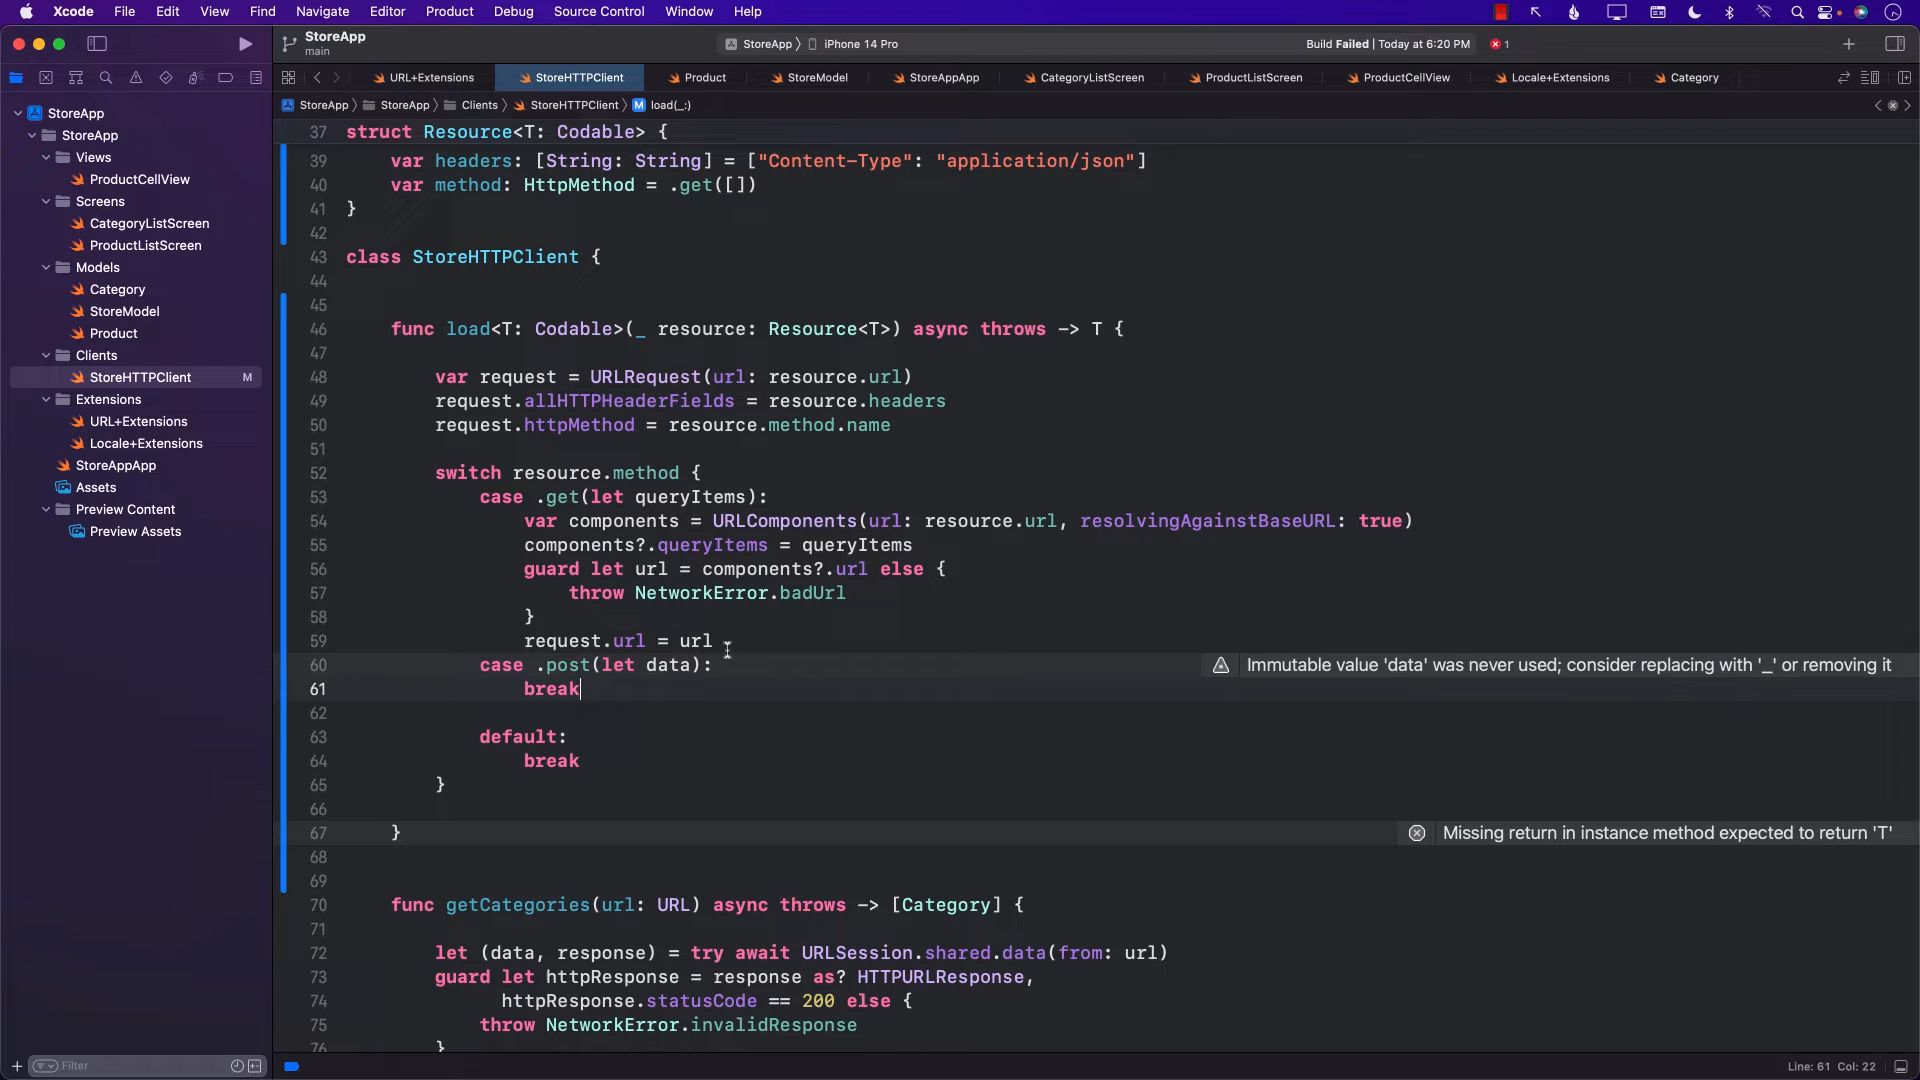 Xcode File Edit View Find Navigate Editor Product Debug Source Control Window Help
StoreApp
main
StoreApp 〉 iPhone 14 Pro
Build Failed | Today at 6:20 PM 1
URL+Extensions StoreHTTPClient Product StoreModel StoreAppApp CategoryListScreen ProductListScreen ProductCellView Locale+Extensions Category
StoreApp 〉 StoreApp 〉 Clients 〉 StoreHTTPClient 〉 M load(_:)
StoreApp
StoreApp
Views
ProductCellView
Screens
CategoryListScreen
ProductListScreen
Models
Category
StoreModel
Product
Clients
StoreHTTPClient M
Extensions
URL+Extensions
Locale+Extensions
StoreAppApp
Assets
Preview Content
Preview Assets
Filter
37 struct Resource<T: Codable> {
39 var headers: [String: String] = ["Content-Type": "application/json"]
40 var method: HttpMethod = .get([])
41 }
42
43 class StoreHTTPClient {
44
45
46 func load<T: Codable>(_ resource: Resource<T>) async throws -> T {
47
48 var request = URLRequest(url: resource.url)
49 request.allHTTPHeaderFields = resource.headers
50 request.httpMethod = resource.method.name
51
52 switch resource.method {
53 case .get(let queryItems):
54 var components = URLComponents(url: resource.url, resolvingAgainstBaseURL: true)
55 components?.queryItems = queryItems
56 guard let url = components?.url else {
57 throw NetworkError.badUrl
58 }
59 request.url = url
60 case .post(let data): Immutable value 'data' was never used; consider replacing with '_' or removing it
61 break
62
63 default:
64 break
65 }
66
67 } Missing return in instance method expected to return 'T'
68
69
70 func getCategories(url: URL) async throws -> [Category] {
71
72 let (data, response) = try await URLSession.shared.data(from: url)
73 guard let httpResponse = response as? HTTPURLResponse,
74 httpResponse.statusCode == 200 else {
75 throw NetworkError.invalidResponse
76 }
Line: 61 Col: 22